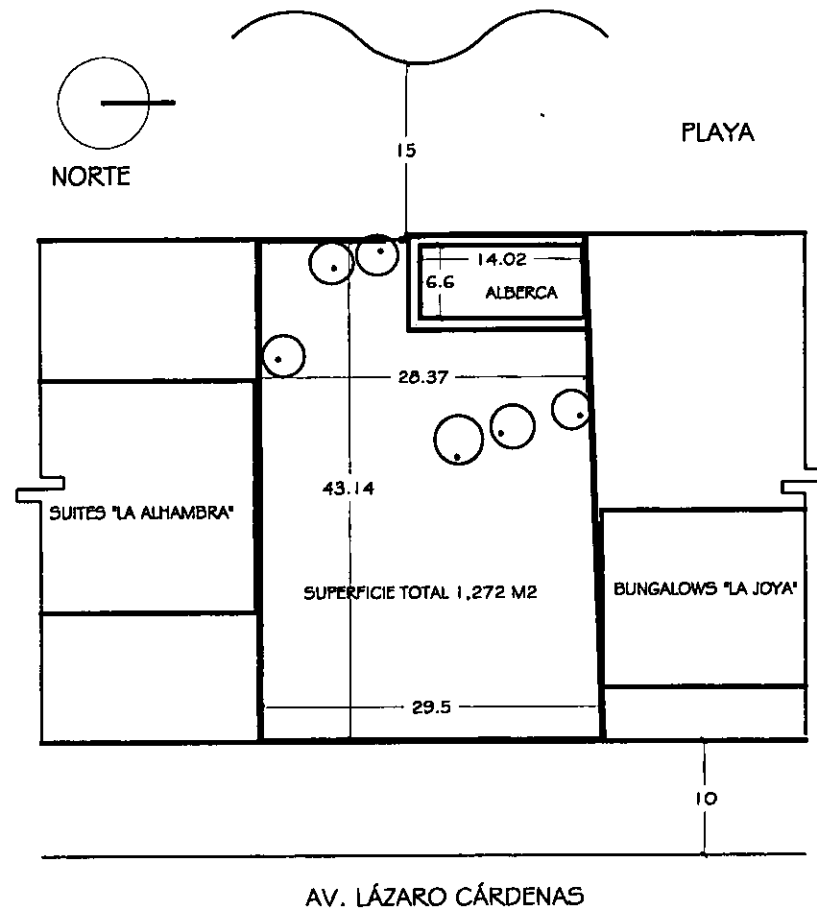 PLAYA
15
NORTE
14.02
6.6
ALBERCA
28.37
43.14
SUITES "LA ALHAMBRA"
SUPERFICIE TOTAL 1,272 M2
BUNGALOWS "LA JOYA"
29.5
10
AV. LÁZARO CÁRDENAS